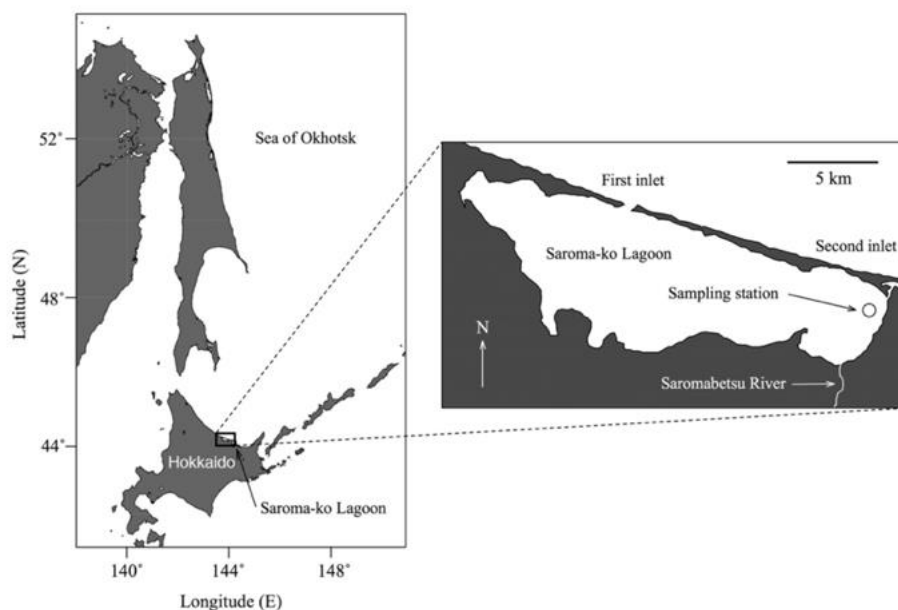 52°
48°
44°
Latitude (N)
140°
144°
148°
Longitude (E)
Sea of Okhotsk
Hokkaido
Saroma-ko Lagoon
First inlet
5 km
Second inlet
Saroma-ko Lagoon
Sampling station
N
Saromabetsu River